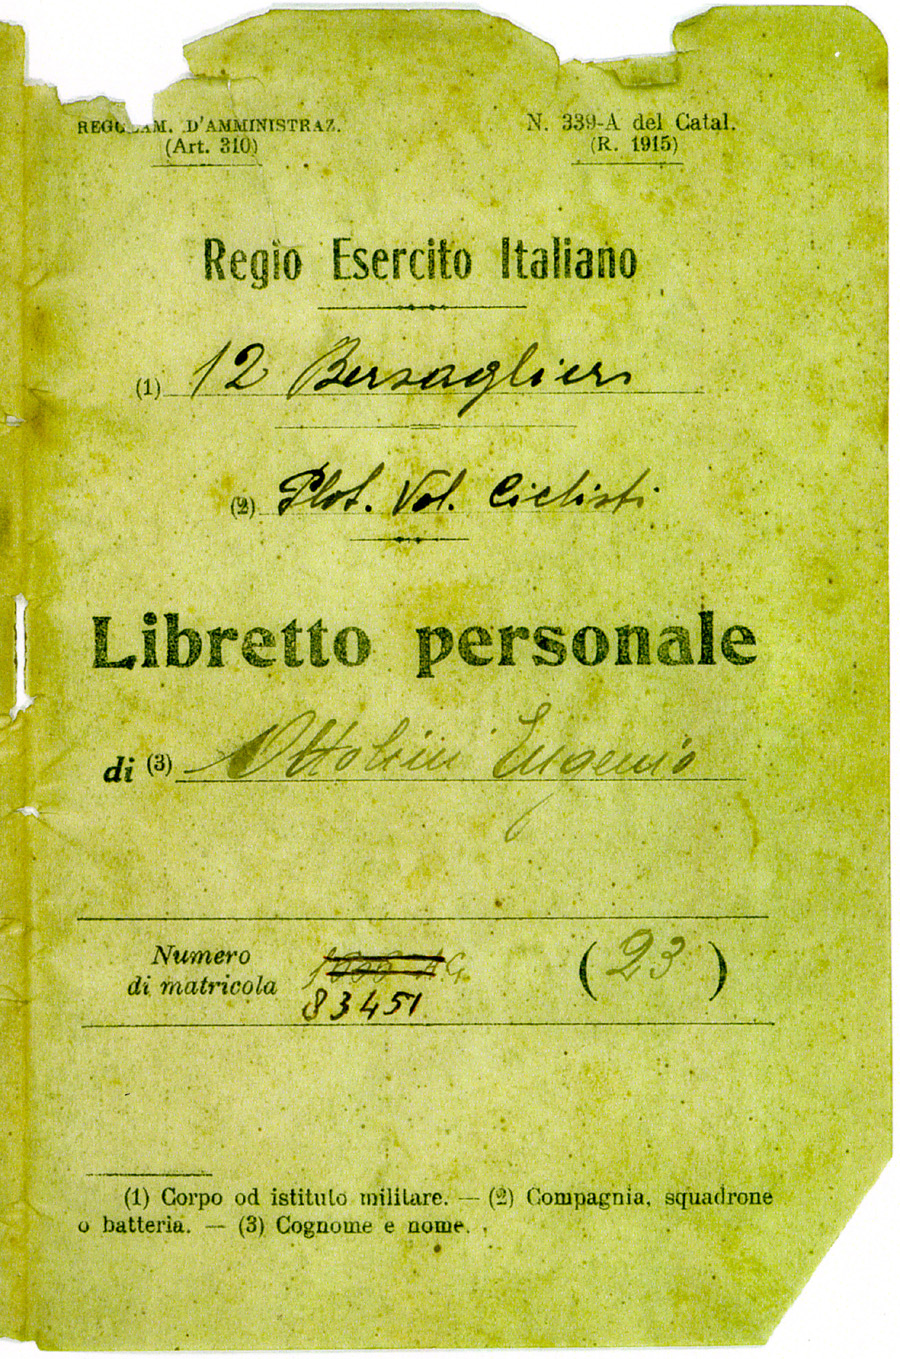 REGOLAM. D'AMMINISTRAZ.
(Art. 310)
N. 339-A del Catal.
(R. 1915)
Regio Esercito Italiano
(1) 12 Bersaglieri
(2) Plot. Vol. Ciclisti
Libretto personale
di (3) Ottolini Eugenio
Numero
di matricola
83451
(23)
(1) Corpo od istituto militare. — (2) Compagnia, squadrone
o batteria. — (3) Cognome e nome.